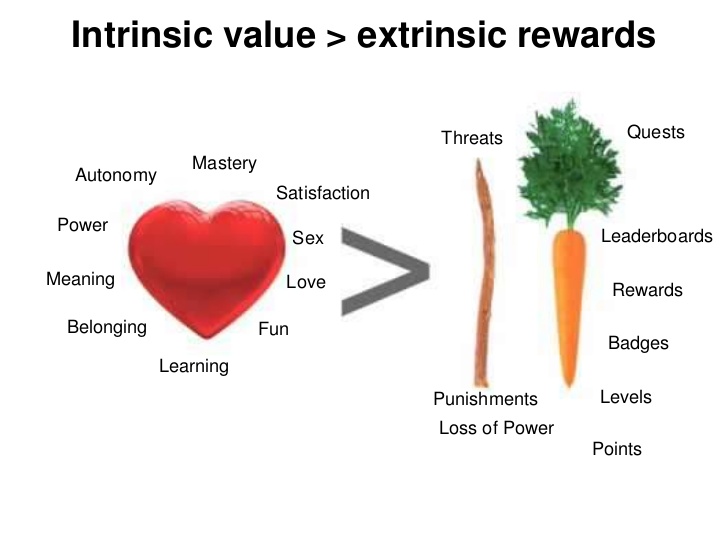 Intrinsic value > extrinsic rewards
Mastery
Autonomy
Satisfaction
Power
Sex
Meaning
Love
Belonging
Fun
Learning
>
Threats
Punishments
Loss of Power
Quests
Leaderboards
Rewards
Badges
Levels
Points